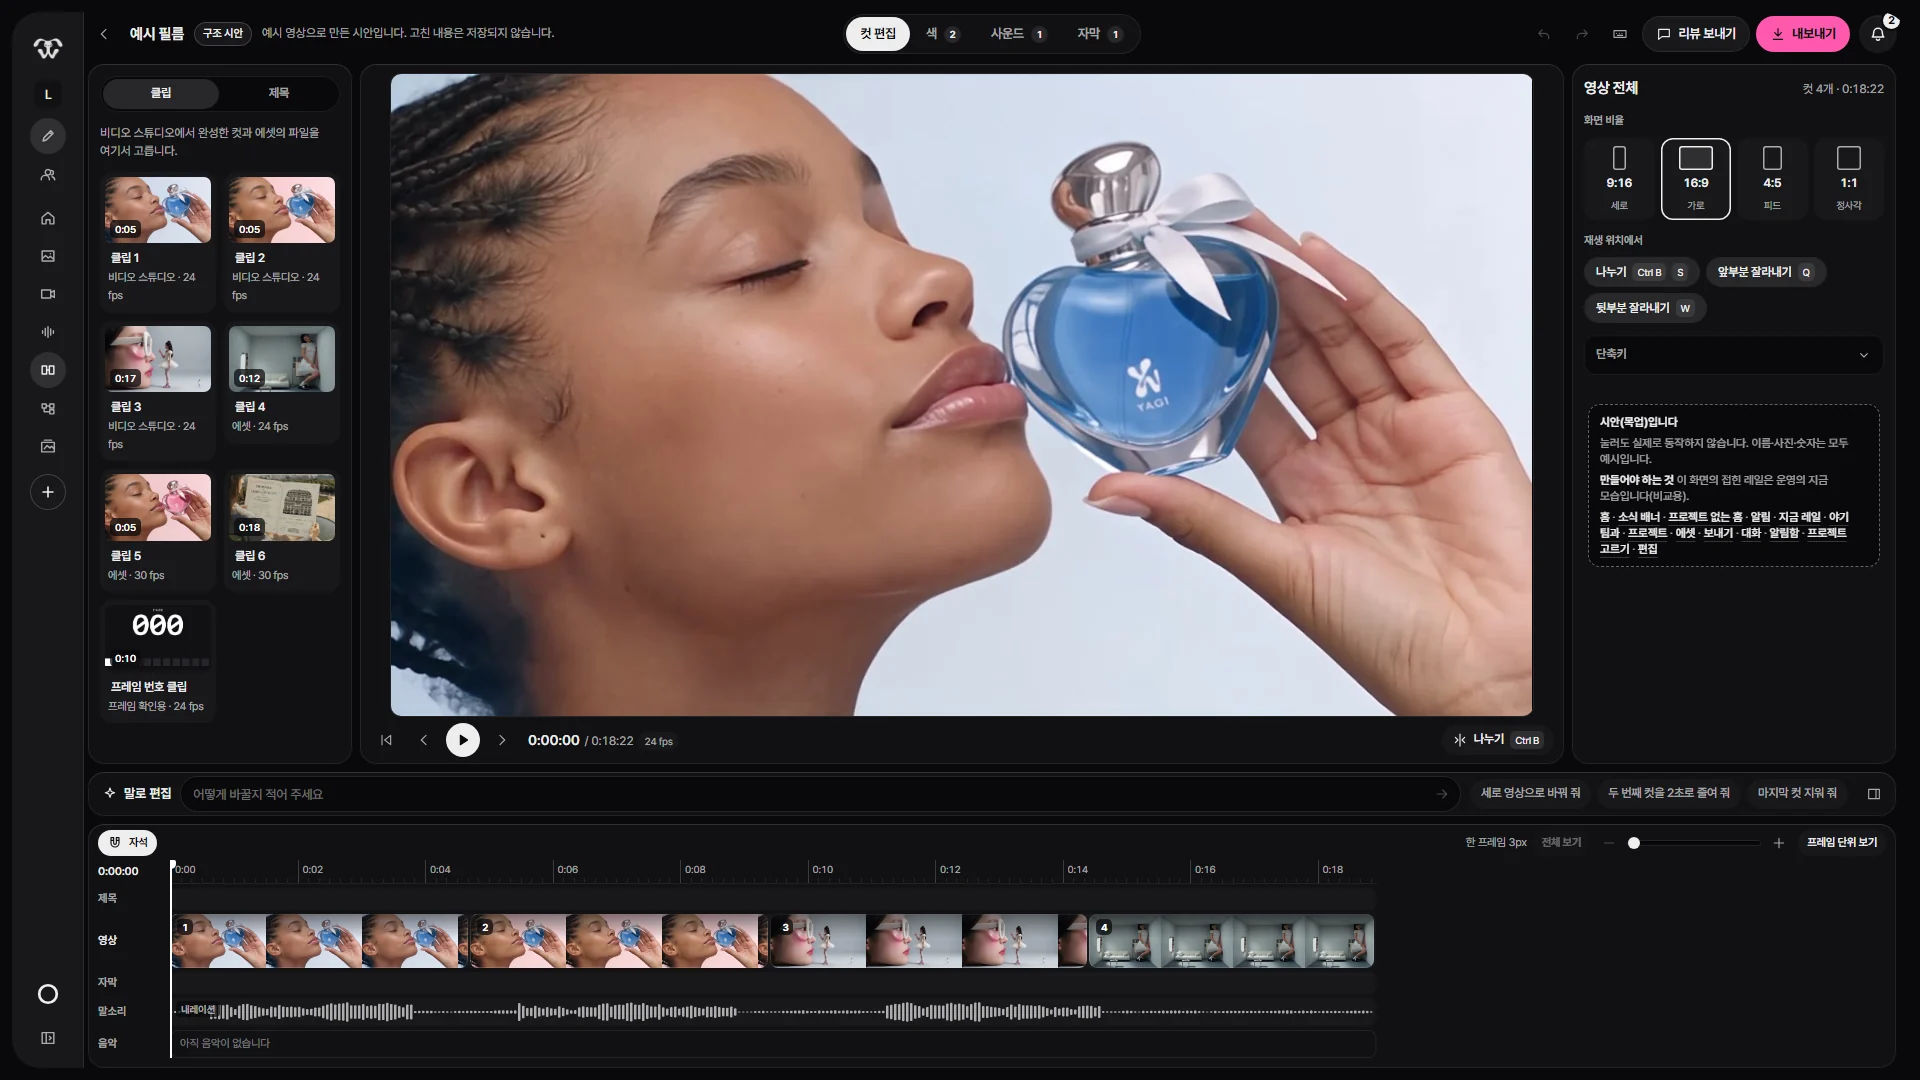 예시 필름
구조 시안
예시 영상으로 만든 시안입니다. 고친 내용은 저장되지 않습니다.
컷 편집
색 2
사운드 1
자막 1
리뷰 보내기
내보내기
2
L
클립
제목
비디오 스튜디오에서 완성한 컷과 에셋의 파일을
여기서 고릅니다.
0:05
클립 1
비디오 스튜디오 · 24
fps
0:05
클립 2
비디오 스튜디오 · 24
fps
0:17
클립 3
비디오 스튜디오 · 24
fps
0:12
클립 4
에셋 · 24 fps
0:05
클립 5
에셋 · 30 fps
0:18
클립 6
에셋 · 30 fps
000
0:10
프레임 번호 클립
프레임 확인용 · 24 fps
YAGI
0:00:00 / 0:18:22 24 fps
나누기 Ctrl B
영상 전체
컷 4개 · 0:18:22
화면 비율
9:16
세로
16:9
가로
4:5
피드
1:1
정사각
재생 위치에서
나누기 Ctrl B S
앞부분 잘라내기 Q
뒷부분 잘라내기 W
단축키
시안(목업)입니다
눌러도 실제로 동작하지 않습니다. 이름·사진·숫자는 모두
예시입니다.
만들어야 하는 것 이 화면의 접힌 레일은 운영의 지금
모습입니다(비교용).
홈 · 소식 배너 · 프로젝트 없는 홈 · 알림 · 지금 레일 · 야기
팀과 · 프로젝트 · 에셋 · 보내기 · 대화 · 알림함 · 프로젝트
고르기 · 편집
말로 편집
어떻게 바꿀지 적어 주세요
세로 영상으로 바꿔 줘
두 번째 컷을 2초로 줄여 줘
마지막 컷 지워 줘
자석
한 프레임 3px
전체 보기
프레임 단위 보기
0:00:00
0:00
0:02
0:04
0:06
0:08
0:10
0:12
0:14
0:16
0:18
제목
영상
1
2
3
4
자막
말소리
내레이션
음악
아직 음악이 없습니다